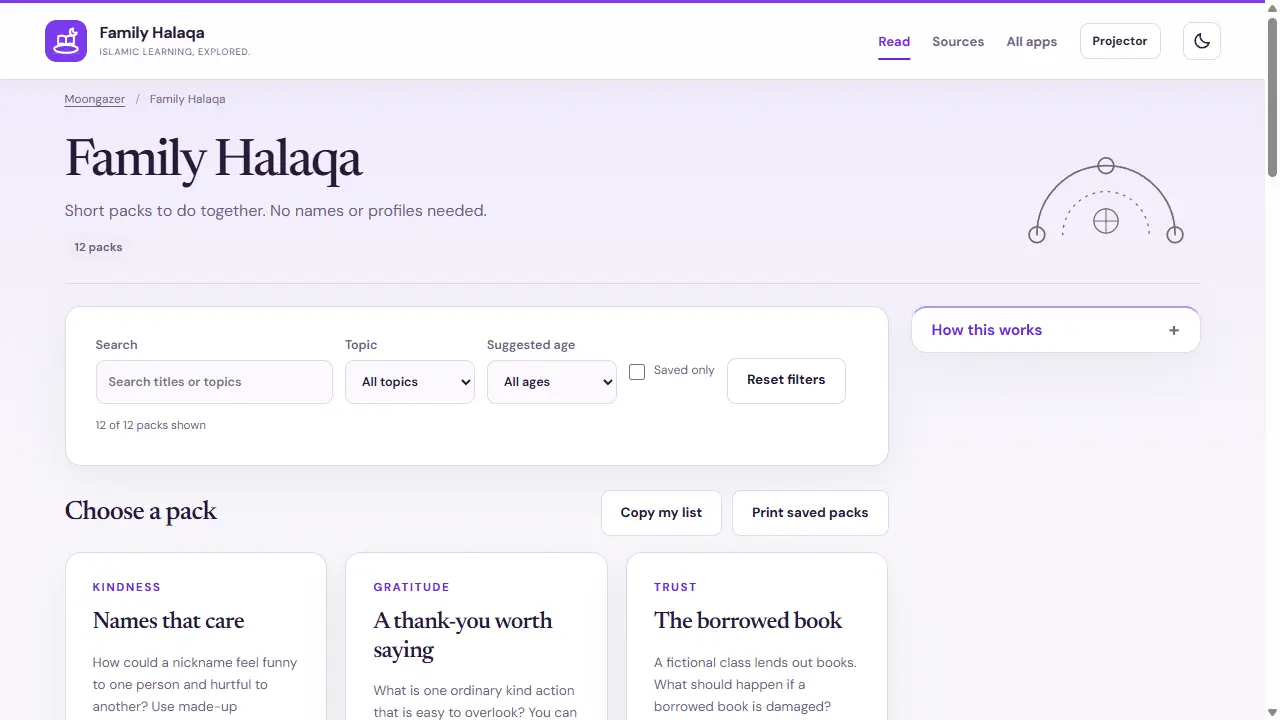 Family Halaqa
ISLAMIC LEARNING, EXPLORED.
Read
Sources
All apps
Projector
Moongazer / Family Halaqa
Family Halaqa
Short packs to do together. No names or profiles needed.
12 packs
How this works +
Search
Topic
Suggested age
Search titles or topics
All topics
All ages
Saved only
Reset filters
12 of 12 packs shown
Choose a pack
Copy my list
Print saved packs
KINDNESS
Names that care
How could a nickname feel funny
to one person and hurtful to
another? Use made-up
GRATITUDE
A thank-you worth
saying
What is one ordinary kind action
that is easy to overlook? You can
TRUST
The borrowed book
A fictional class lends out books.
What should happen if a
borrowed book is damaged?